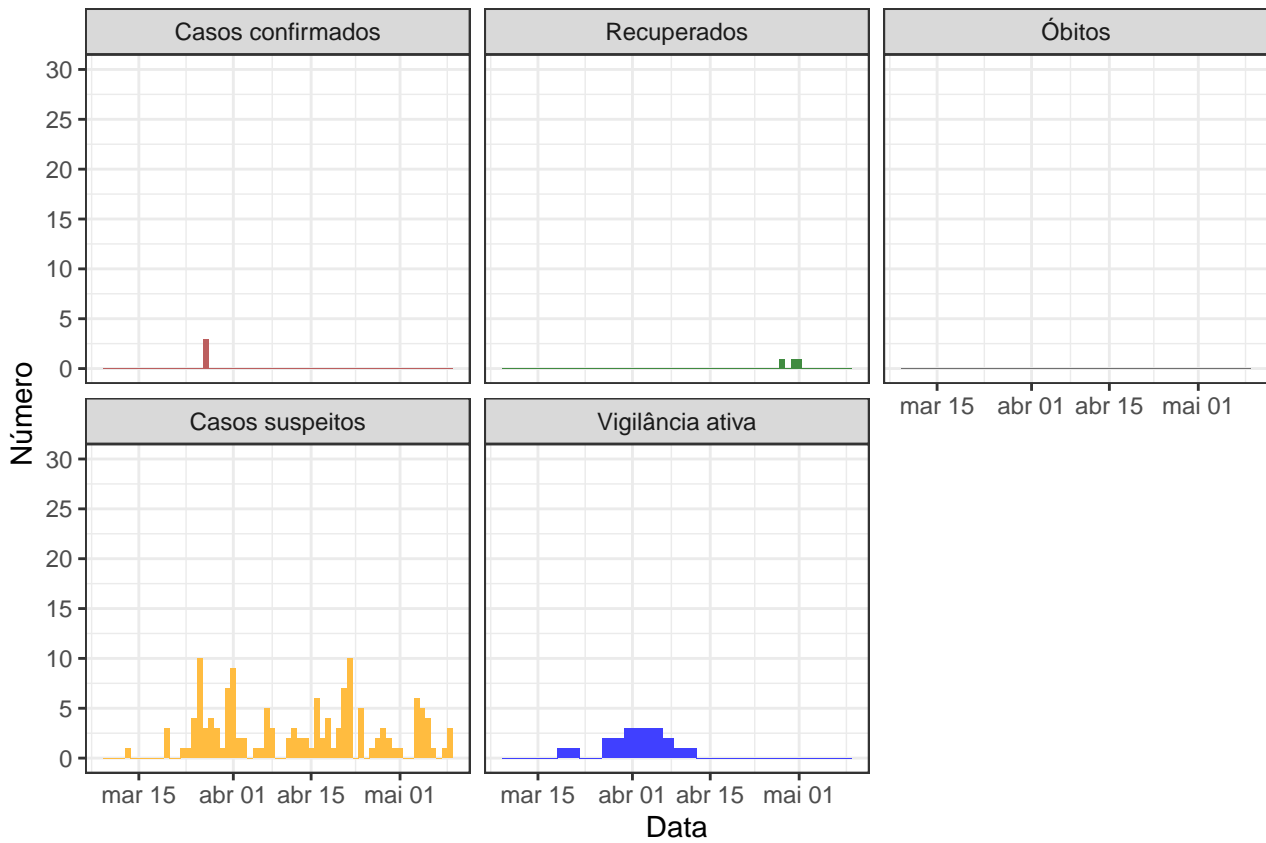 Casos confirmados
Recuperados
Óbitos
30
25
20
15
10
5
0
mar 15
abr 01
abr 15
mai 01
Número
Casos suspeitos
Vigilância ativa
30
25
20
15
10
5
0
mar 15
abr 01
abr 15
mai 01
mar 15
abr 01
abr 15
mai 01
Data